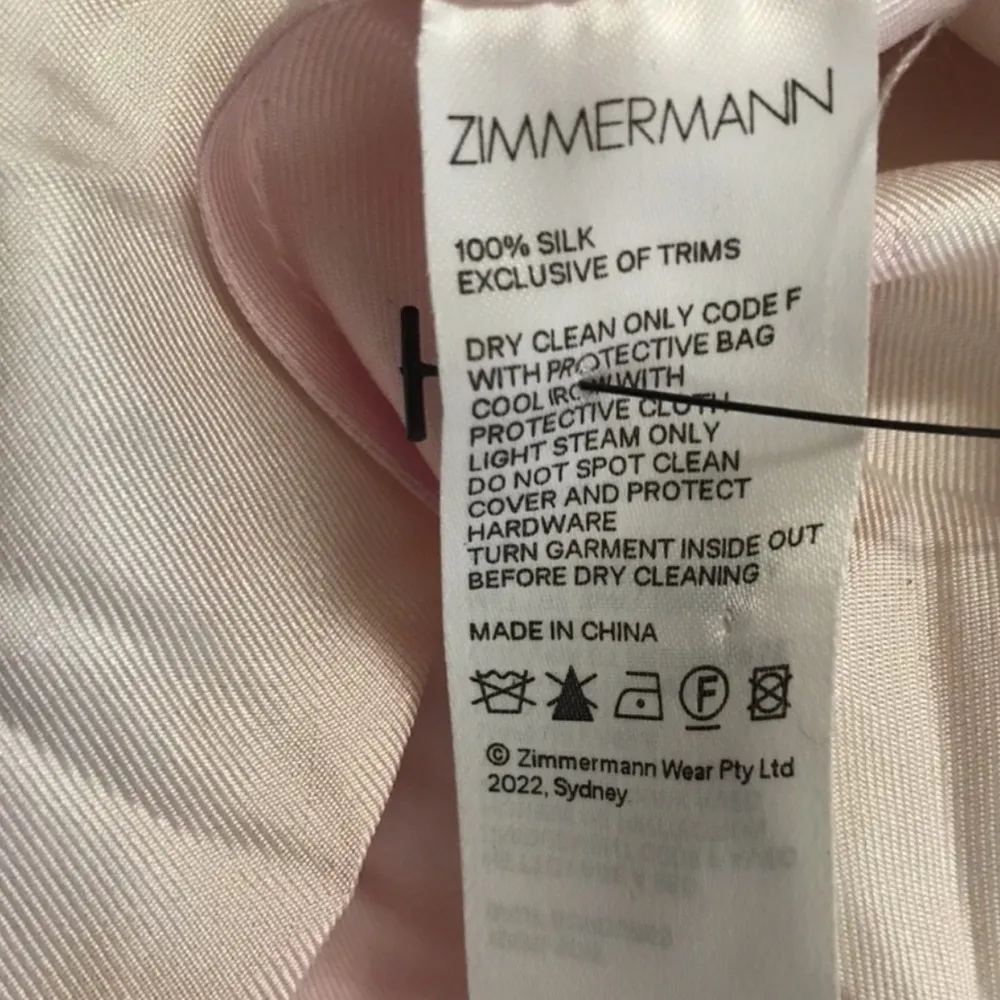 ZIMMERMANN
100% SILK
EXCLUSIVE OF TRIMS
DRY CLEAN ONLY CODE F
WITH PROTECTIVE BAG
COOL IRON WITH
PROTECTIVE CLOTH
LIGHT STEAM ONLY
DO NOT SPOT CLEAN
COVER AND PROTECT
HARDWARE
TURN GARMENT INSIDE OUT
BEFORE DRY CLEANING
MADE IN CHINA
F
© Zimmermann Wear Pty Ltd
2022, Sydney